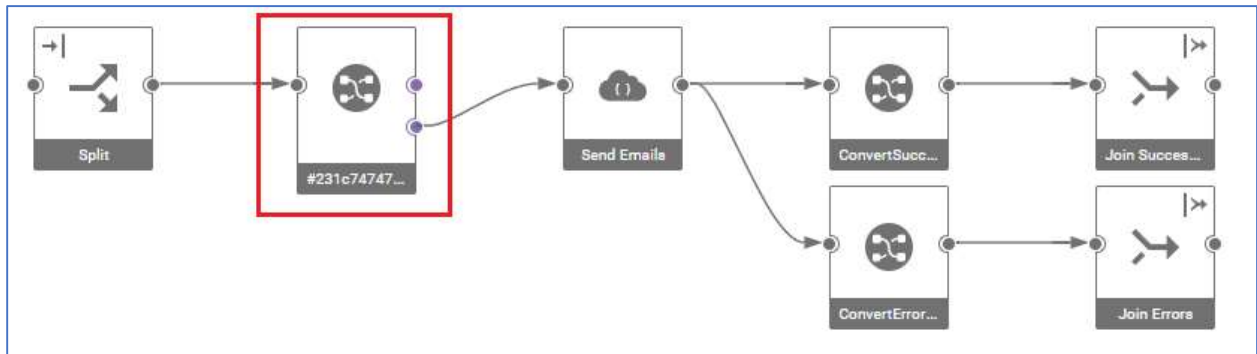 Split
#231c74747...
Send Emails
ConvertSucc...
Join Succes...
ConvertError...
Join Errors